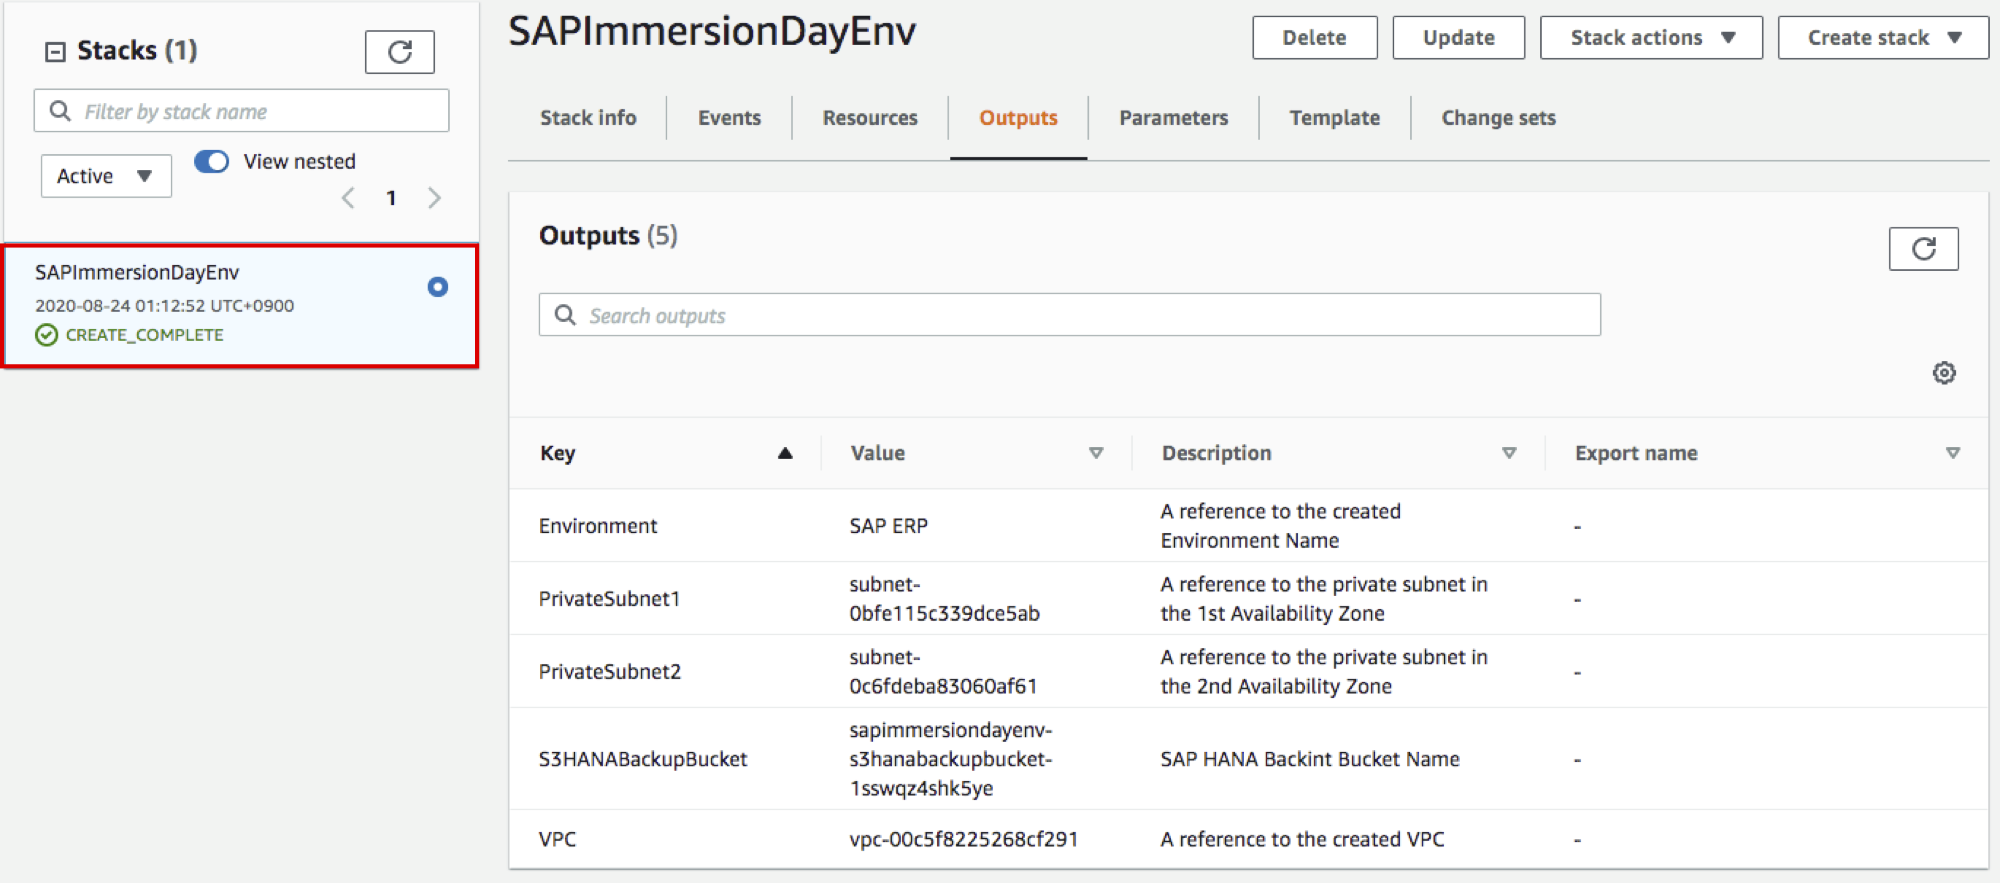 Stacks (1)
Filter by stack name
Active
View nested
1
SAPImmersionDayEnv
2020-08-24 01:12:52 UTC+0900
CREATE_COMPLETE
SAPImmersionDayEnv
Delete
Update
Stack actions
Create stack
Stack info
Events
Resources
Outputs
Parameters
Template
Change sets
Outputs (5)
Search outputs
Key
Value
Description
Export name
Environment
SAP ERP
A reference to the created
Environment Name
-
PrivateSubnet1
subnet-
0bfe115c339dce5ab
A reference to the private subnet in
the 1st Availability Zone
-
PrivateSubnet2
subnet-
0c6fdeba83060af61
A reference to the private subnet in
the 2nd Availability Zone
-
S3HANABackupBucket
sapimmersiondayenv-
s3hanabackupbucket-
1sswqz4shk5ye
SAP HANA Backint Bucket Name
-
VPC
vpc-00c5f8225268cf291
A reference to the created VPC
-